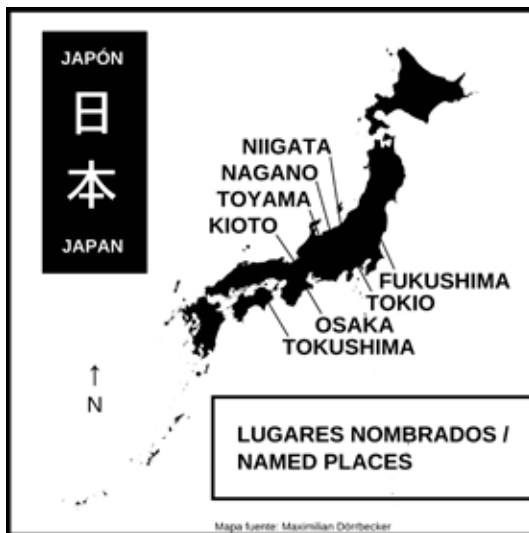 JAPÓN
日
本
JAPAN
NIIGATA
NAGANO
TOYAMA
KIOTO
FUKUSHIMA
TOKIO
OSAKA
TOKUSHIMA
N
LUGARES NOMBRADOS /
NAMED PLACES
Mapa fuente: Maximilian Dörrbecker